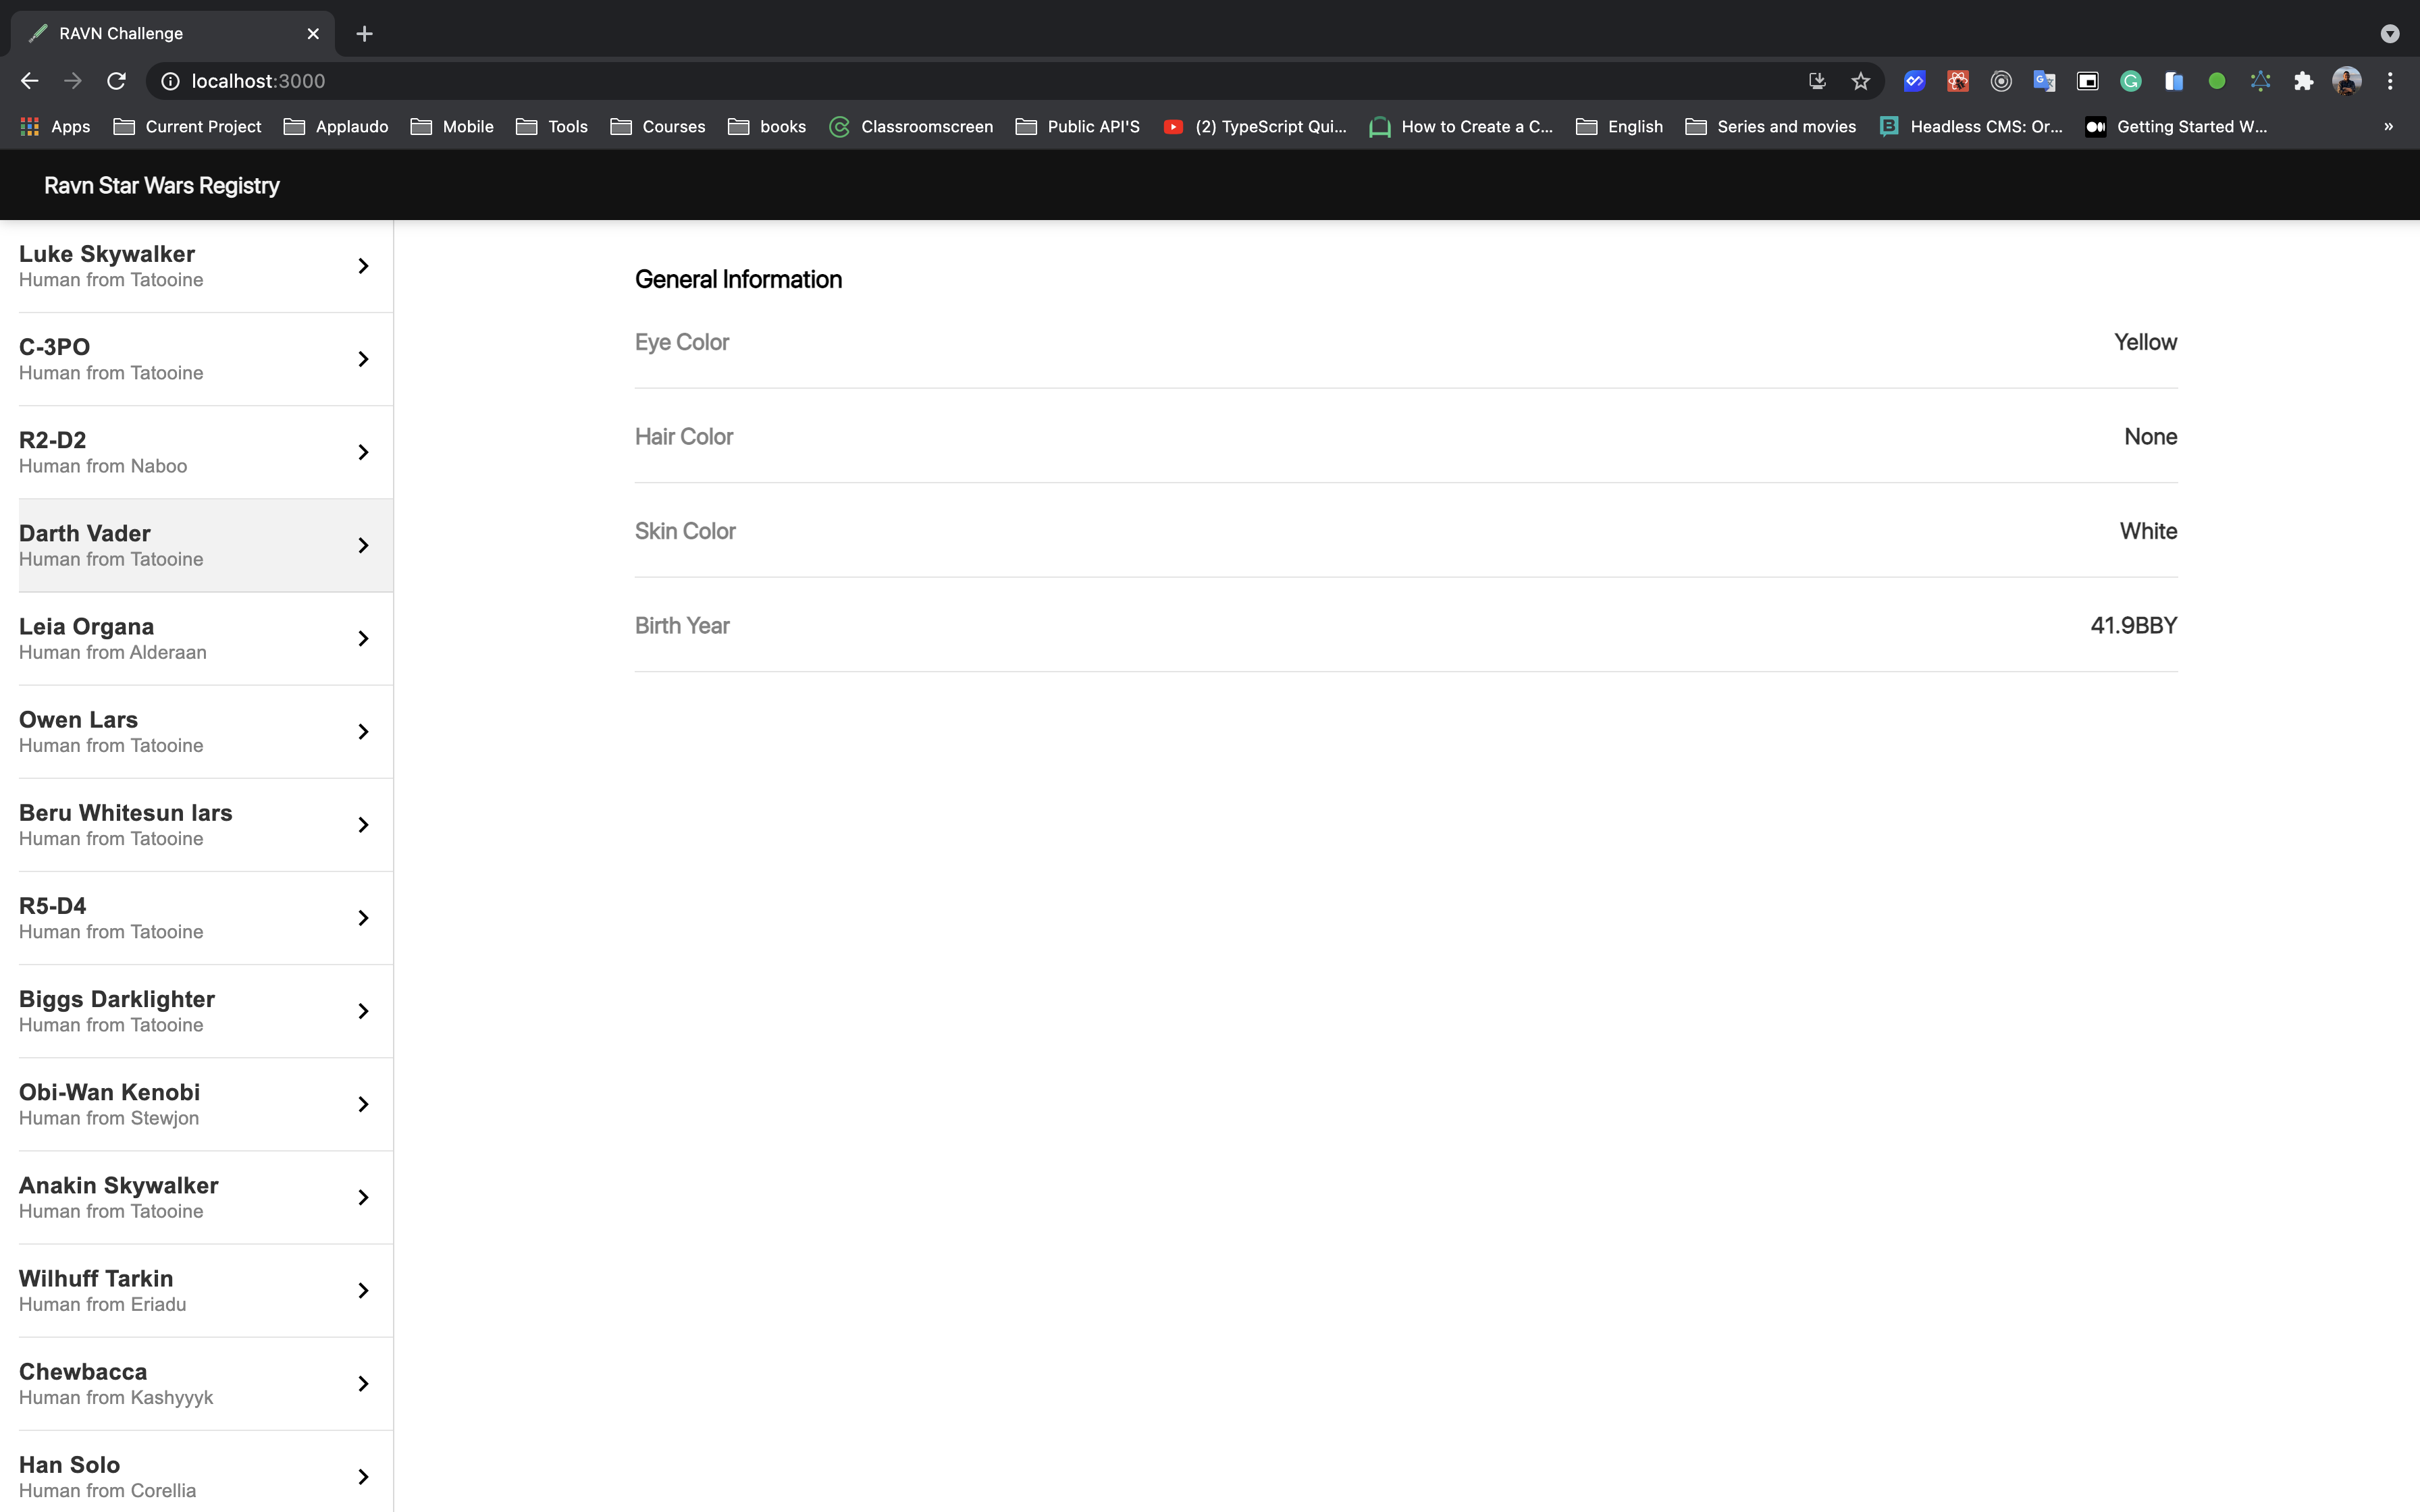 RAVN Challenge
localhost:3000
Apps Current Project Applaudo Mobile Tools Courses books Classroomscreen Public API'S (2) TypeScript Qui... How to Create a C... English Series and movies Headless CMS: Or... Getting Started W... »
Ravn Star Wars Registry
Luke Skywalker
Human from Tatooine
C-3PO
Human from Tatooine
R2-D2
Human from Naboo
Darth Vader
Human from Tatooine
Leia Organa
Human from Alderaan
Owen Lars
Human from Tatooine
Beru Whitesun lars
Human from Tatooine
R5-D4
Human from Tatooine
Biggs Darklighter
Human from Tatooine
Obi-Wan Kenobi
Human from Stewjon
Anakin Skywalker
Human from Tatooine
Wilhuff Tarkin
Human from Eriadu
Chewbacca
Human from Kashyyyk
Han Solo
Human from Corellia
General Information
Eye Color Yellow
Hair Color None
Skin Color White
Birth Year 41.9BBY